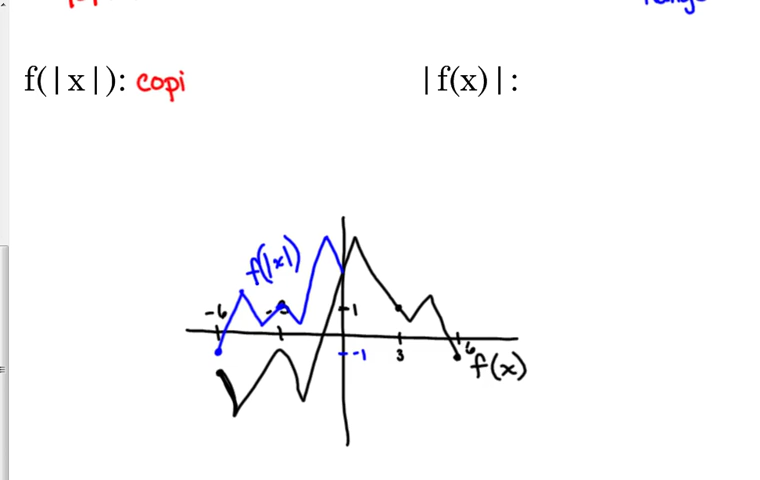 f(|x|): copi
|f(x)|:
f(|x|)
-6
1
-1
3
6
f(x)